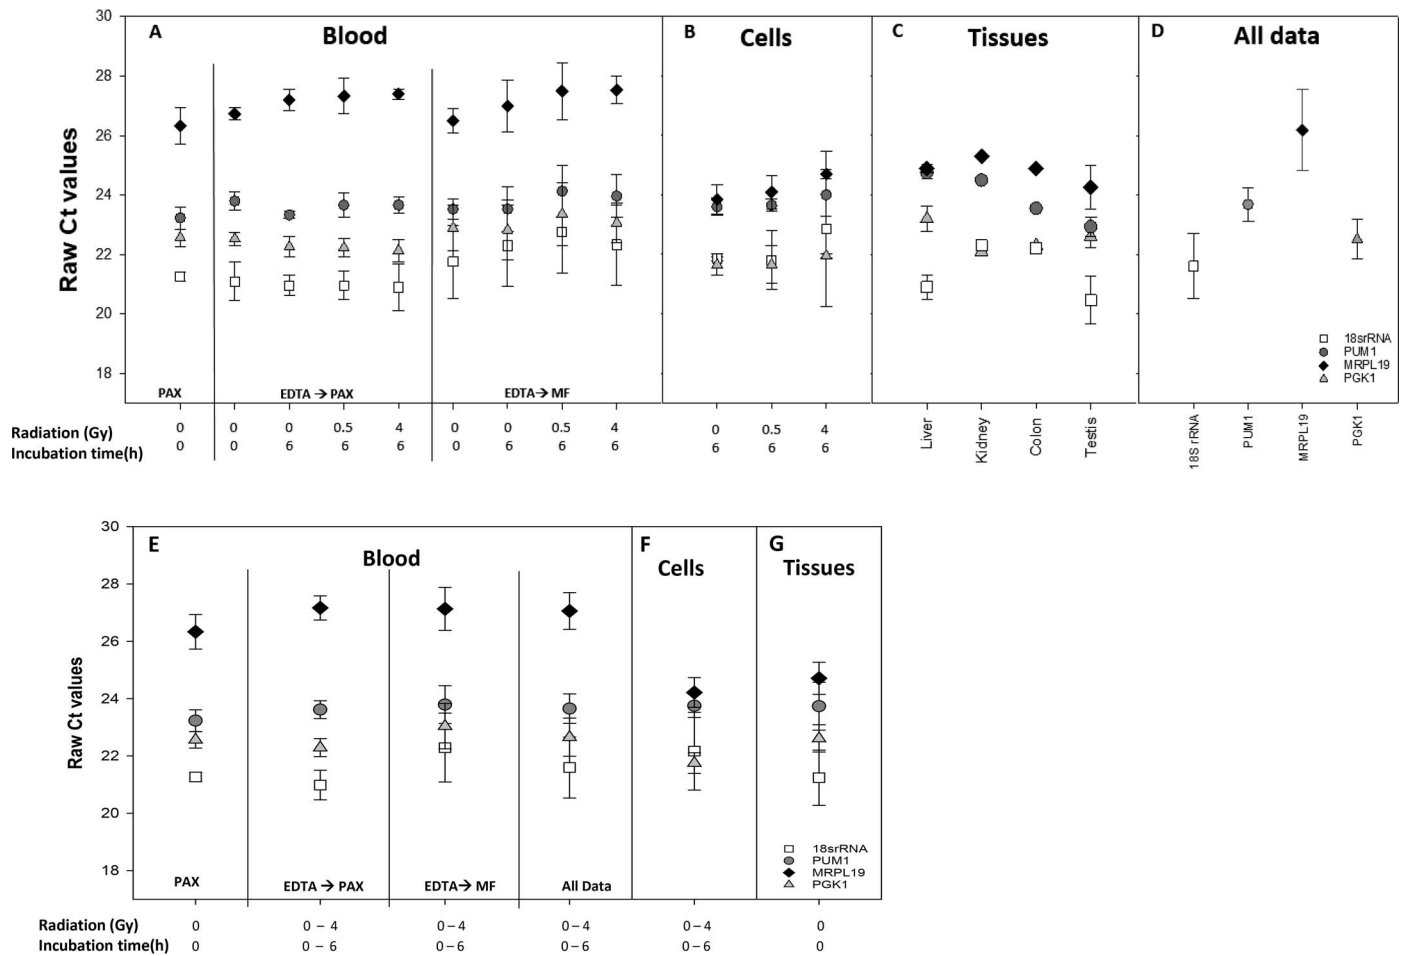 A Blood B Cells C Tissues D All data
Raw Ct values
30
28
26
24
22
20
18
18srRNA
PUM1
MRPL19
PGK1
PAX EDTA → PAX EDTA → MF
Radiation (Gy) 0 0 0 0.5 4 0 0 0.5 4 0 0.5 4
Incubation time(h) 0 0 6 6 6 0 6 6 6 6 6 6
Liver Kidney Colon Testis 18S rRNA PUM1 MRPL19 PGK1
E Blood F Cells G Tissues
Raw Ct values
30
28
26
24
22
20
18
18srRNA
PUM1
MRPL19
PGK1
PAX EDTA → PAX EDTA → MF All Data
Radiation (Gy) 0 0 – 4 0 – 4 0 – 4 0 – 4 0
Incubation time(h) 0 0 – 6 0 – 6 0 – 6 0 – 6 0